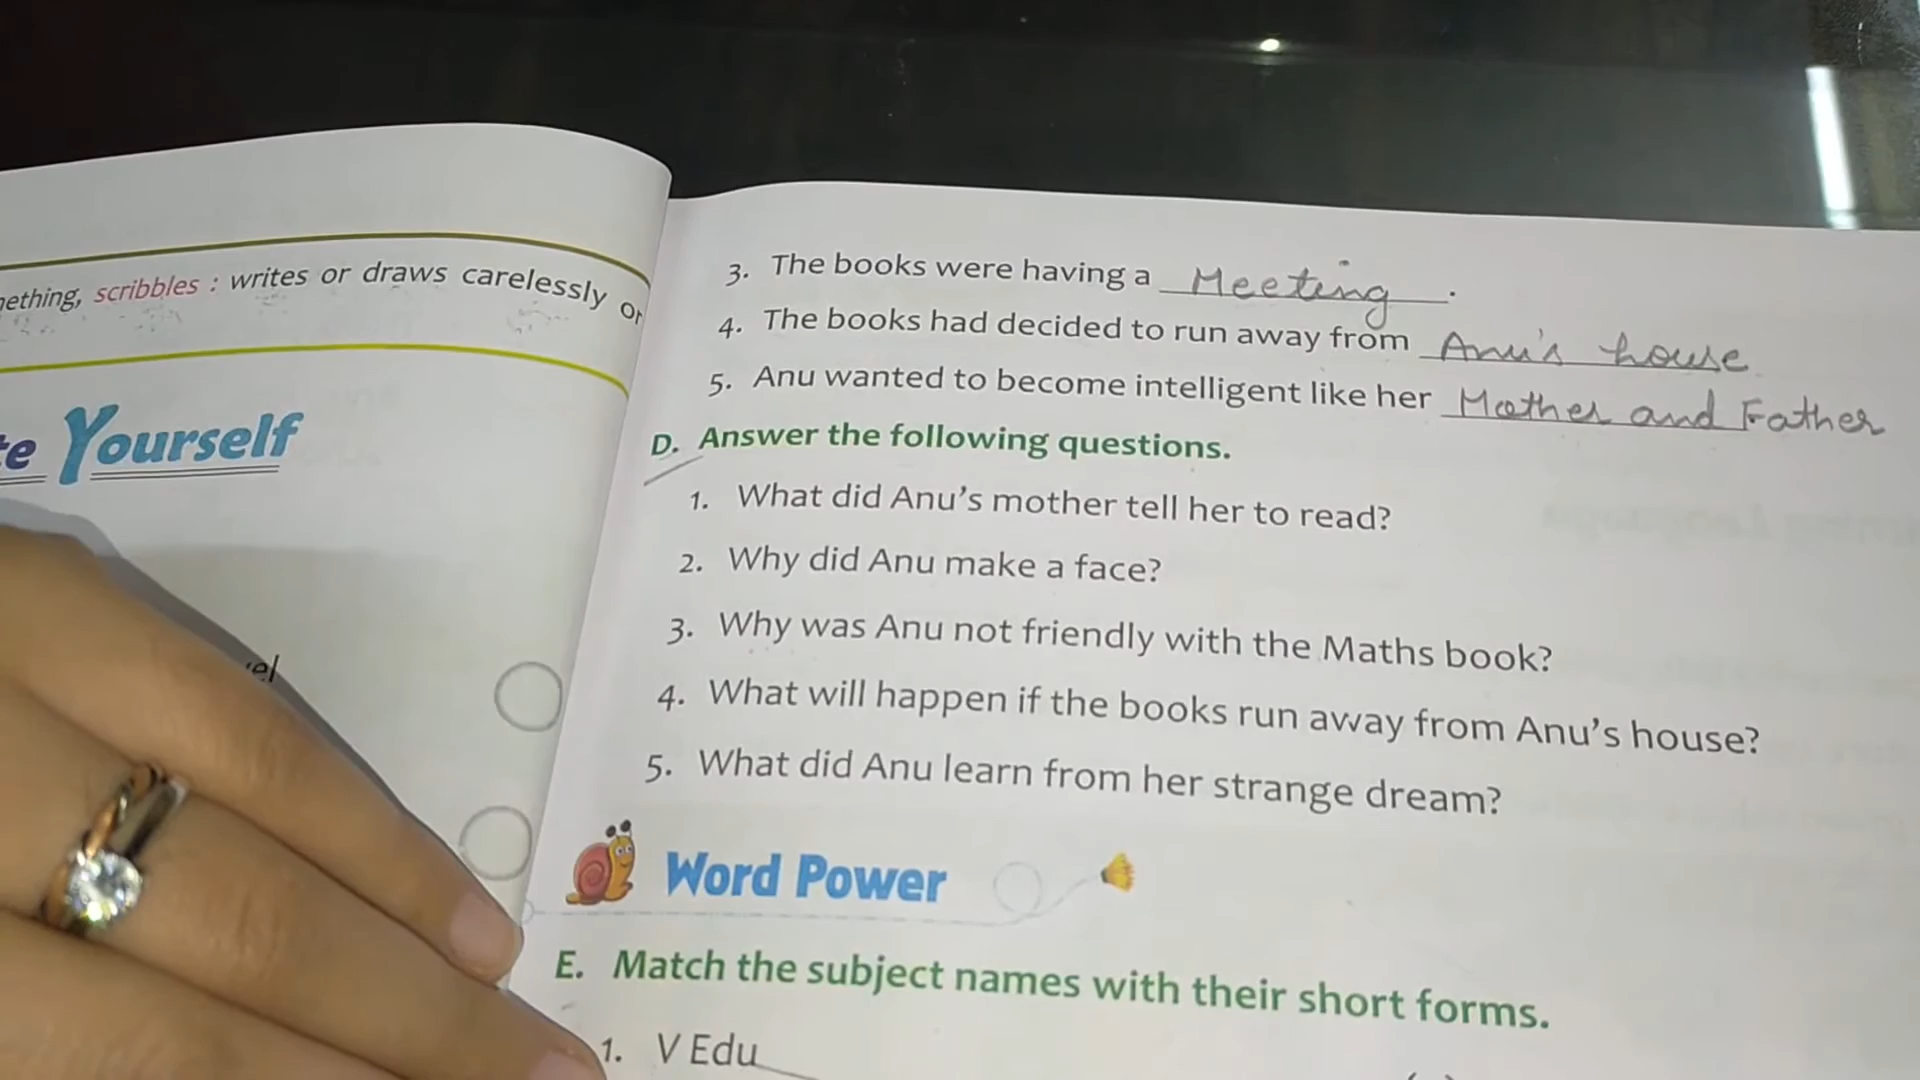 ething, scribbles : writes or draws carelessly or
te Yourself
el
3. The books were having a Meeting.
4. The books had decided to run away from Anu's house
5. Anu wanted to become intelligent like her Mother and Father
D. Answer the following questions.
1. What did Anu's mother tell her to read?
2. Why did Anu make a face?
3. Why was Anu not friendly with the Maths book?
4. What will happen if the books run away from Anu's house?
5. What did Anu learn from her strange dream?
Word Power
E. Match the subject names with their short forms.
1. V Edu